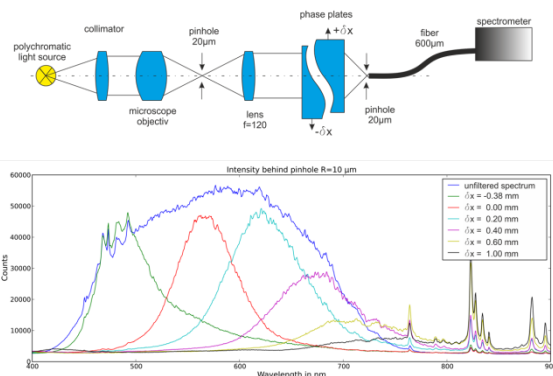 phase plates
spectrometer
collimator
pinhole
20μm
+δx
fiber
600μm
polychromatic
light source
microscope
objectiv
lens
f=120
-δx
pinhole
20μm
Intensity behind pinhole R=10 μm
60000
50000
40000
30000
20000
10000
0
Counts
unfiltered spectrum
δx = -0.38 mm
δx = 0.00 mm
δx = 0.20 mm
δx = 0.40 mm
δx = 0.60 mm
δx = 1.00 mm
400
500
600
700
800
Wavelength in nm